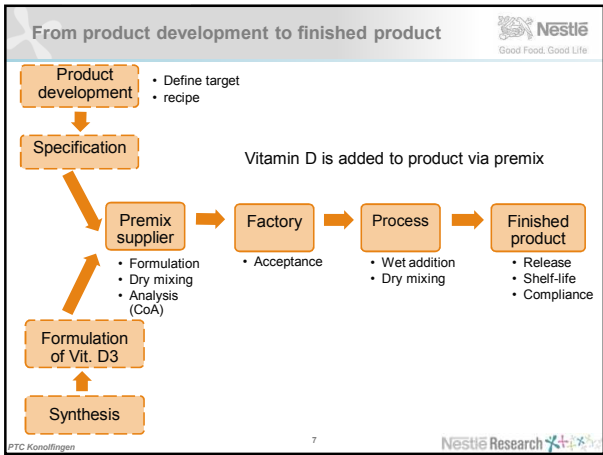 From product development to finished product
Nestlé
Good Food. Good Life
Product
development
• Define target
• recipe
Specification
Vitamin D is added to product via premix
Premix
supplier
• Formulation
• Dry mixing
• Analysis
(CoA)
Factory
• Acceptance
Process
• Wet addition
• Dry mixing
Finished
product
• Release
• Shelf-life
• Compliance
Formulation
of Vit. D3
Synthesis
PTC Konolfingen
7
Nestlé Research